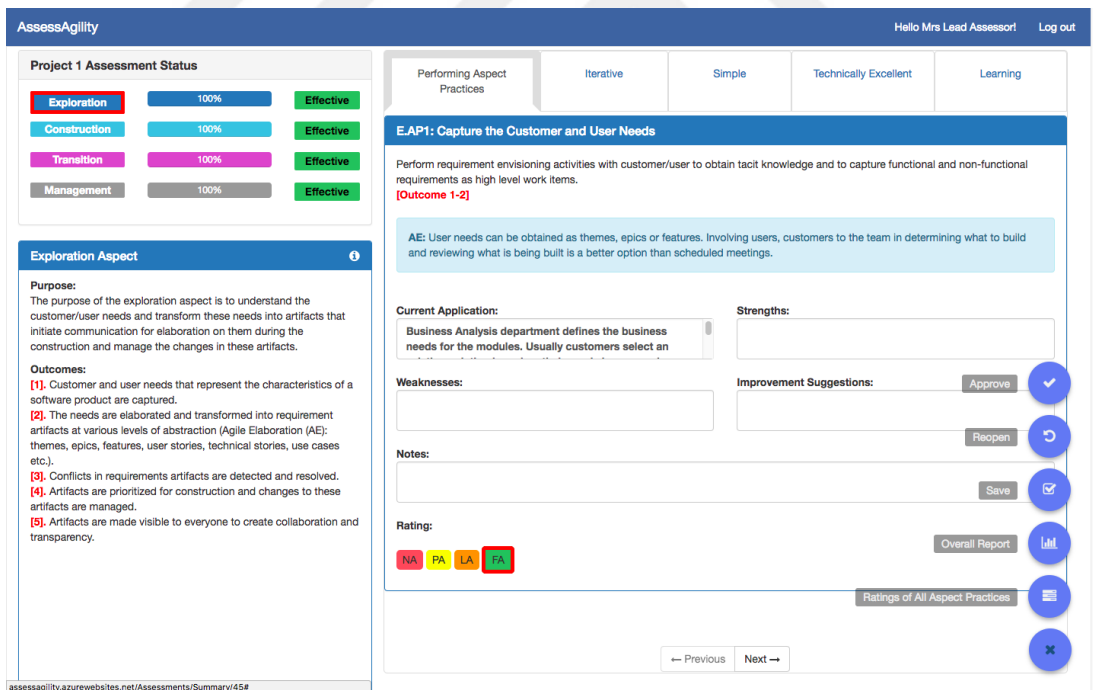 AssessAgility
Hello Mrs Lead Assessor!
Log out
Project 1 Assessment Status
Exploration
100%
Effective
Construction
100%
Effective
Transition
100%
Effective
Management
100%
Effective
Exploration Aspect
Purpose:
The purpose of the exploration aspect is to understand the
customer/user needs and transform these needs into artifacts that
initiate communication for elaboration on them during the
construction and manage the changes in these artifacts.
Outcomes:
[1]. Customer and user needs that represent the characteristics of a
software product are captured.
[2]. The needs are elaborated and transformed into requirement
artifacts at various levels of abstraction (Agile Elaboration (AE):
themes, epics, features, user stories, technical stories, use cases
etc.).
[3]. Conflicts in requirements artifacts are detected and resolved.
[4]. Artifacts are prioritized for construction and changes to these
artifacts are managed.
[5]. Artifacts are made visible to everyone to create collaboration and
transparency.
assessagility.azurewebsites.net/Assessments/Summary/45#
Performing Aspect
Practices
Iterative
Simple
Technically Excellent
Learning
E.AP1: Capture the Customer and User Needs
Perform requirement envisioning activities with customer/user to obtain tacit knowledge and to capture functional and non-functional
requirements as high level work items.
[Outcome 1-2]
AE: User needs can be obtained as themes, epics or features. Involving users, customers to the team in determining what to build
and reviewing what is being built is a better option than scheduled meetings.
Current Application:
Business Analysis department defines the business
needs for the modules. Usually customers select an
Strengths:
Weaknesses:
Improvement Suggestions:
Approve
Reopen
Notes:
Save
Rating:
NA PA LA FA
Overall Report
Ratings of All Aspect Practices
← Previous
Next →